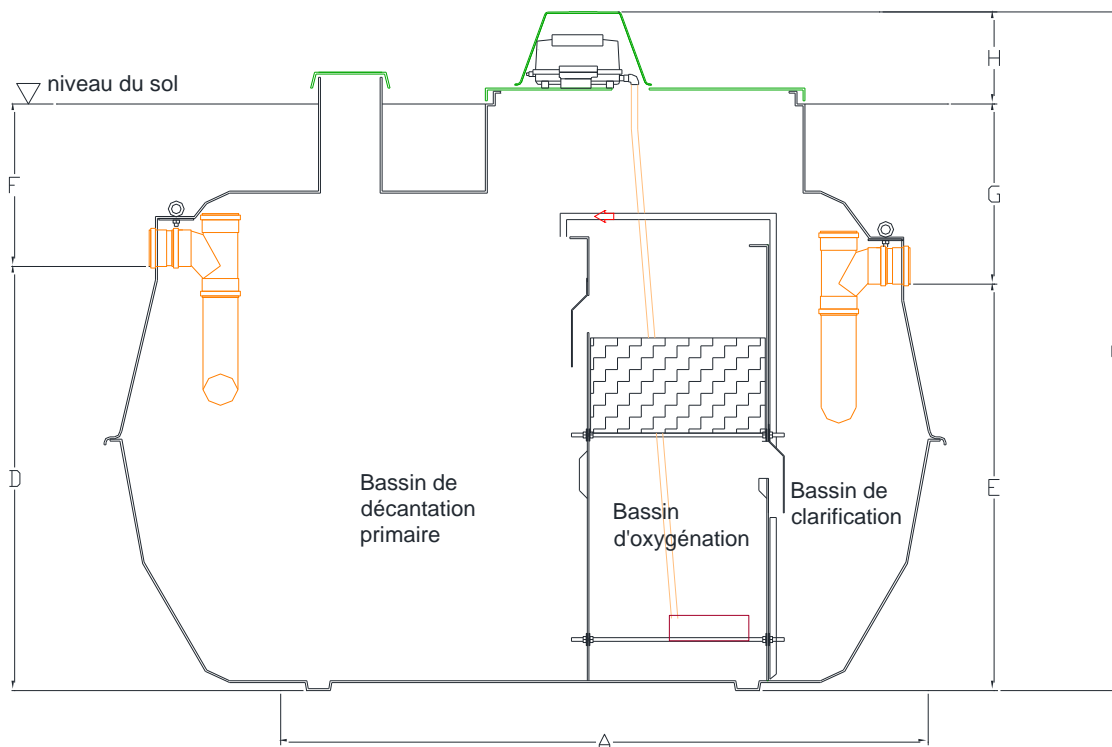 niveau du sol
H
F
G
D
E
Bassin de
décantation
primaire
Bassin
d'oxygénation
Bassin de
clarification
A